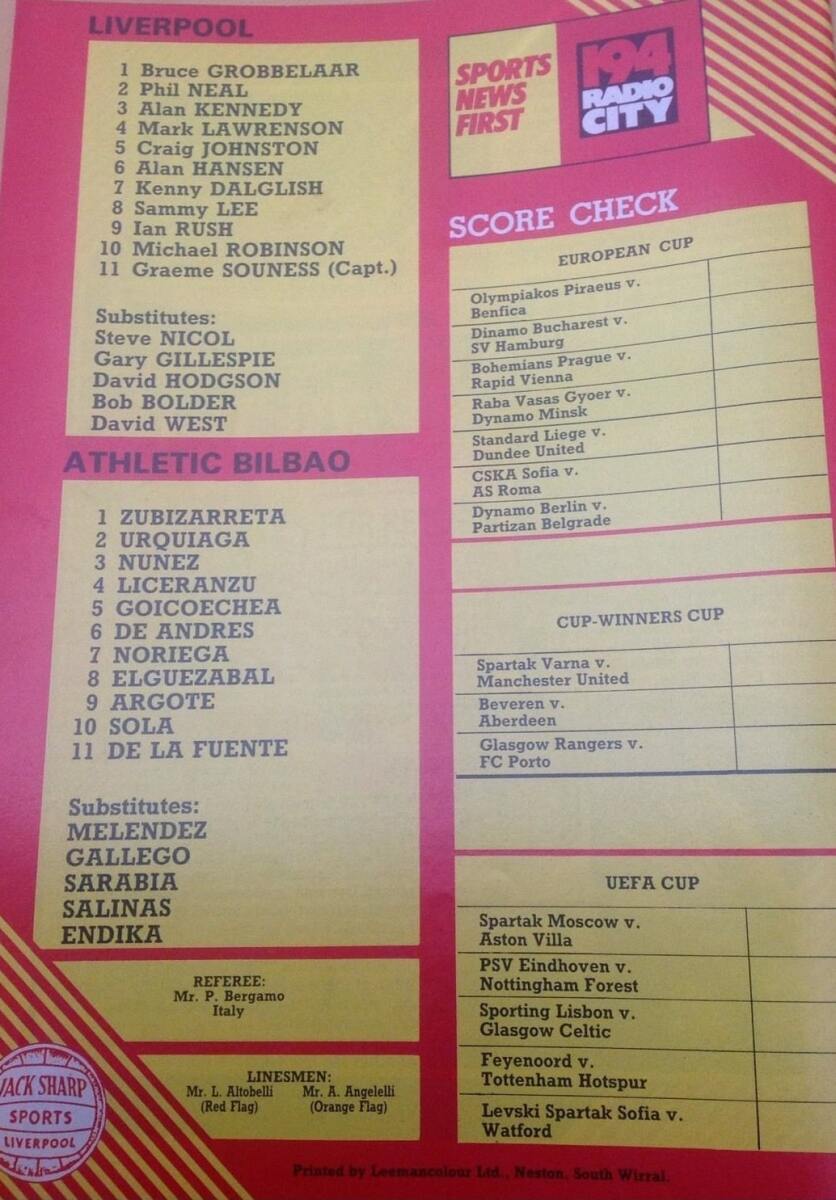 LIVERPOOL
1 Bruce GROBBELAAR
2 Phil NEAL
3 Alan KENNEDY
4 Mark LAWRENSON
5 Craig JOHNSTON
6 Alan HANSEN
7 Kenny DALGLISH
8 Sammy LEE
9 Ian RUSH
10 Michael ROBINSON
11 Graeme SOUNESS (Capt.)
Substitutes:
Steve NICOL
Gary GILLESPIE
David HODGSON
Bob BOLDER
David WEST
ATHLETIC BILBAO
1 ZUBIZARRETA
2 URQUIAGA
3 NUNEZ
4 LICERANZU
5 GOICOECHEA
6 DE ANDRES
7 NORIEGA
8 ELGUEZABAL
9 ARGOTE
10 SOLA
11 DE LA FUENTE
Substitutes:
MELENDEZ
GALLEGO
SARABIA
SALINAS
ENDIKA
REFEREE:
Mr. P. Bergamo
Italy
LINESMEN:
Mr. L. Altobelli Mr. A. Angelelli
(Red Flag) (Orange Flag)
JACK SHARP
SPORTS
LIVERPOOL
SPORTS
NEWS
FIRST
194
RADIO
CITY
SCORE CHECK
EUROPEAN CUP
Olympiakos Piraeus v.
Benfica
Dinamo Bucharest v.
SV Hamburg
Bohemians Prague v.
Rapid Vienna
Raba Vasas Gyoer v.
Dynamo Minsk
Standard Liege v.
Dundee United
CSKA Sofia v.
AS Roma
Dynamo Berlin v.
Partizan Belgrade
CUP-WINNERS CUP
Spartak Varna v.
Manchester United
Beveren v.
Aberdeen
Glasgow Rangers v.
FC Porto
UEFA CUP
Spartak Moscow v.
Aston Villa
PSV Eindhoven v.
Nottingham Forest
Sporting Lisbon v.
Glasgow Celtic
Feyenoord v.
Tottenham Hotspur
Levski Spartak Sofia v.
Watford
Printed by Leemancolour Ltd., Neston, South Wirral.